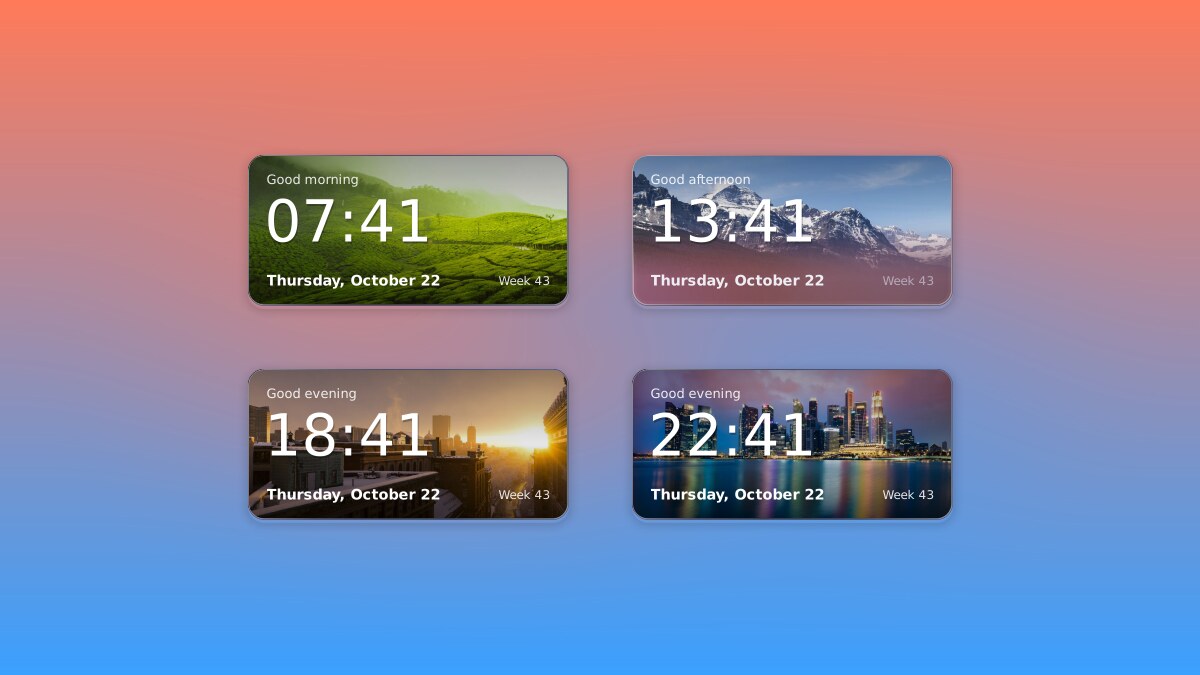 Good morning
07:41
Thursday, October 22 Week 43
Good afternoon
13:41
Thursday, October 22 Week 43
Good evening
18:41
Thursday, October 22 Week 43
Good evening
22:41
Thursday, October 22 Week 43